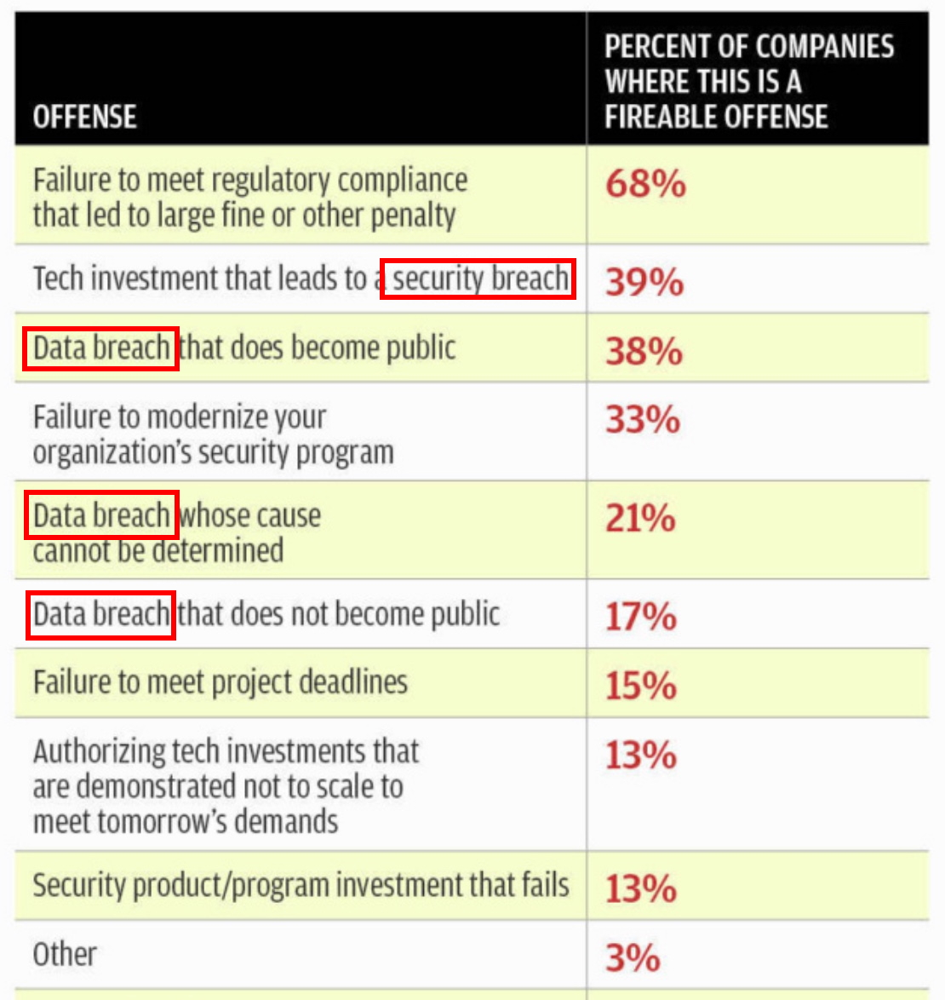 OFFENSE
PERCENT OF COMPANIES
WHERE THIS IS A
FIREABLE OFFENSE
Failure to meet regulatory compliance
that led to large fine or other penalty
68%
Tech investment that leads to a security breach
39%
Data breach that does become public
38%
Failure to modernize your
organization’s security program
33%
Data breach whose cause
cannot be determined
21%
Data breach that does not become public
17%
Failure to meet project deadlines
15%
Authorizing tech investments that
are demonstrated not to scale to
meet tomorrow’s demands
13%
Security product/program investment that fails
13%
Other
3%